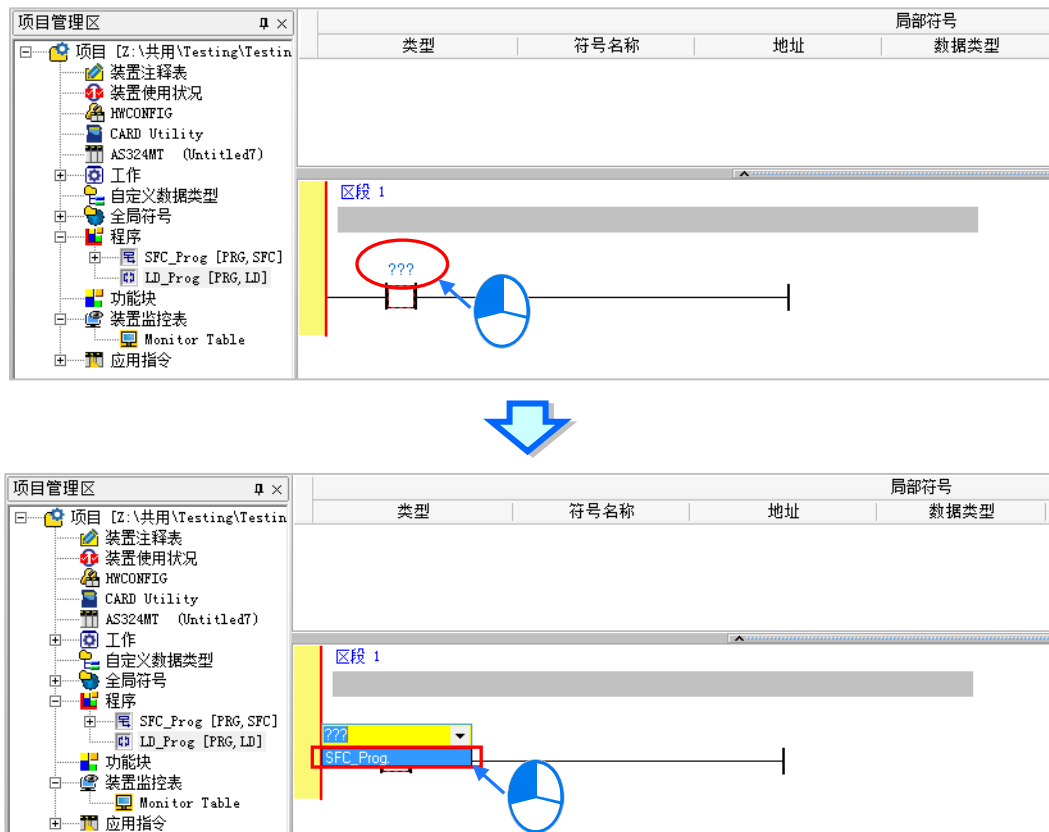 项目管理区
局部符号
类型 符号名称 地址 数据类型
项目 [Z:\共用\Testing\Testin
装置注释表
装置使用状况
HWCONFIG
CARD Utility
AS324MT (Untitled7)
工作
自定义数据类型
全局符号
程序
SFC_Prog [PRG,SFC]
LD_Prog [PRG,LD]
功能块
装置监控表
Monitor Table
应用指令
区段 1
???
项目管理区
局部符号
类型 符号名称 地址 数据类型
项目 [Z:\共用\Testing\Testin
装置注释表
装置使用状况
HWCONFIG
CARD Utility
AS324MT (Untitled7)
工作
自定义数据类型
全局符号
程序
SFC_Prog [PRG,SFC]
LD_Prog [PRG,LD]
功能块
装置监控表
Monitor Table
应用指令
区段 1
???
SFC_Prog.